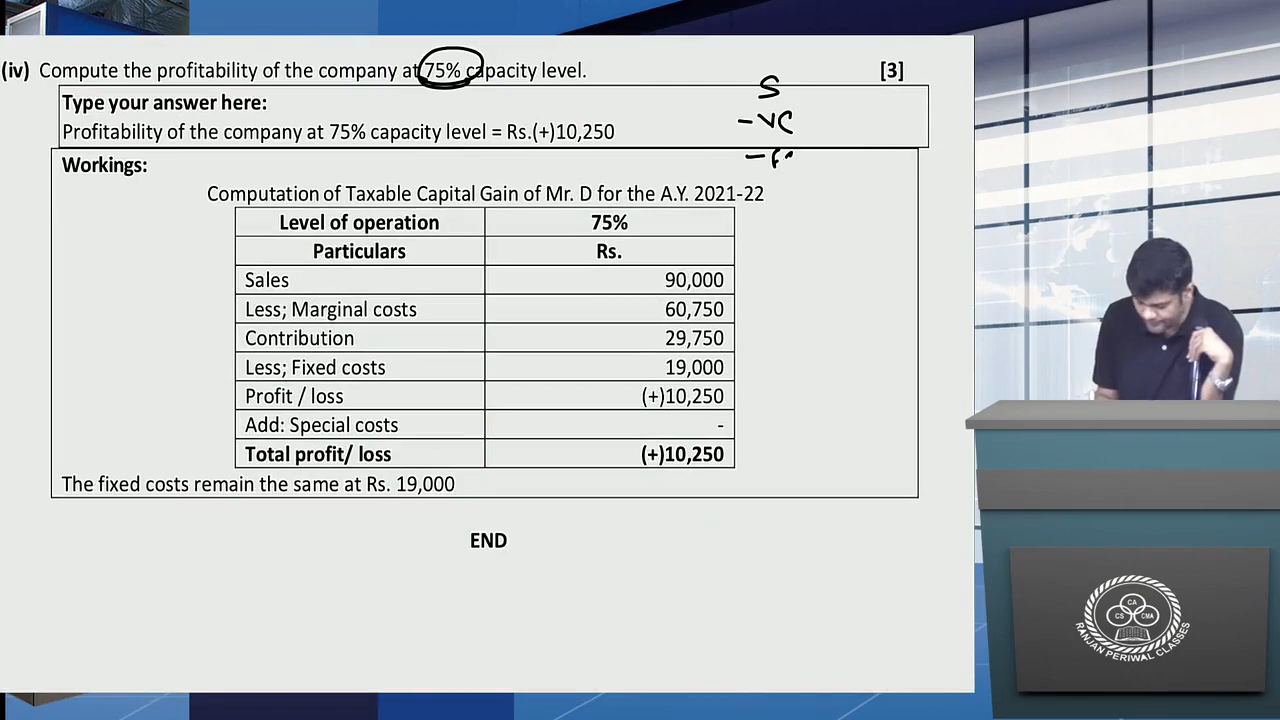 (iv) Compute the profitability of the company at 75% capacity level. [3]
Type your answer here:
Profitability of the company at 75% capacity level = Rs.(+)10,250
S
-VC
Workings:
Computation of Taxable Capital Gain of Mr. D for the A.Y. 2021-22
Level of operation 75%
Particulars Rs.
Sales 90,000
Less; Marginal costs 60,750
Contribution 29,750
Less; Fixed costs 19,000
Profit / loss (+)10,250
Add: Special costs -
Total profit/ loss (+)10,250
The fixed costs remain the same at Rs. 19,000
END
CA
CS CMA
RANJAN PERIWAL CLASSES